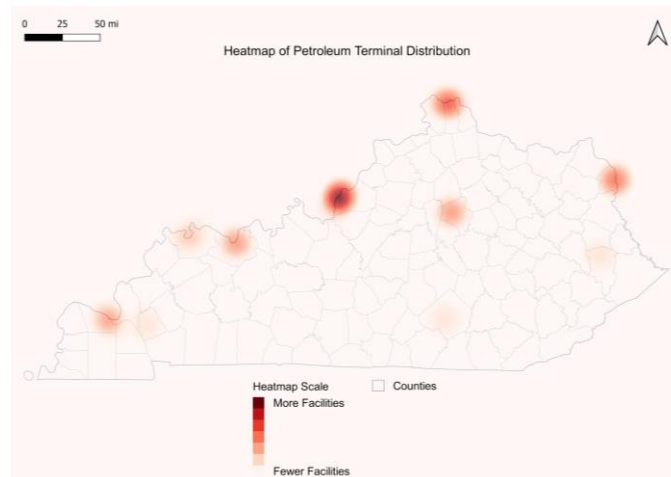 0 25 50 mi
Heatmap of Petroleum Terminal Distribution
Heatmap Scale
More Facilities
Fewer Facilities
Counties